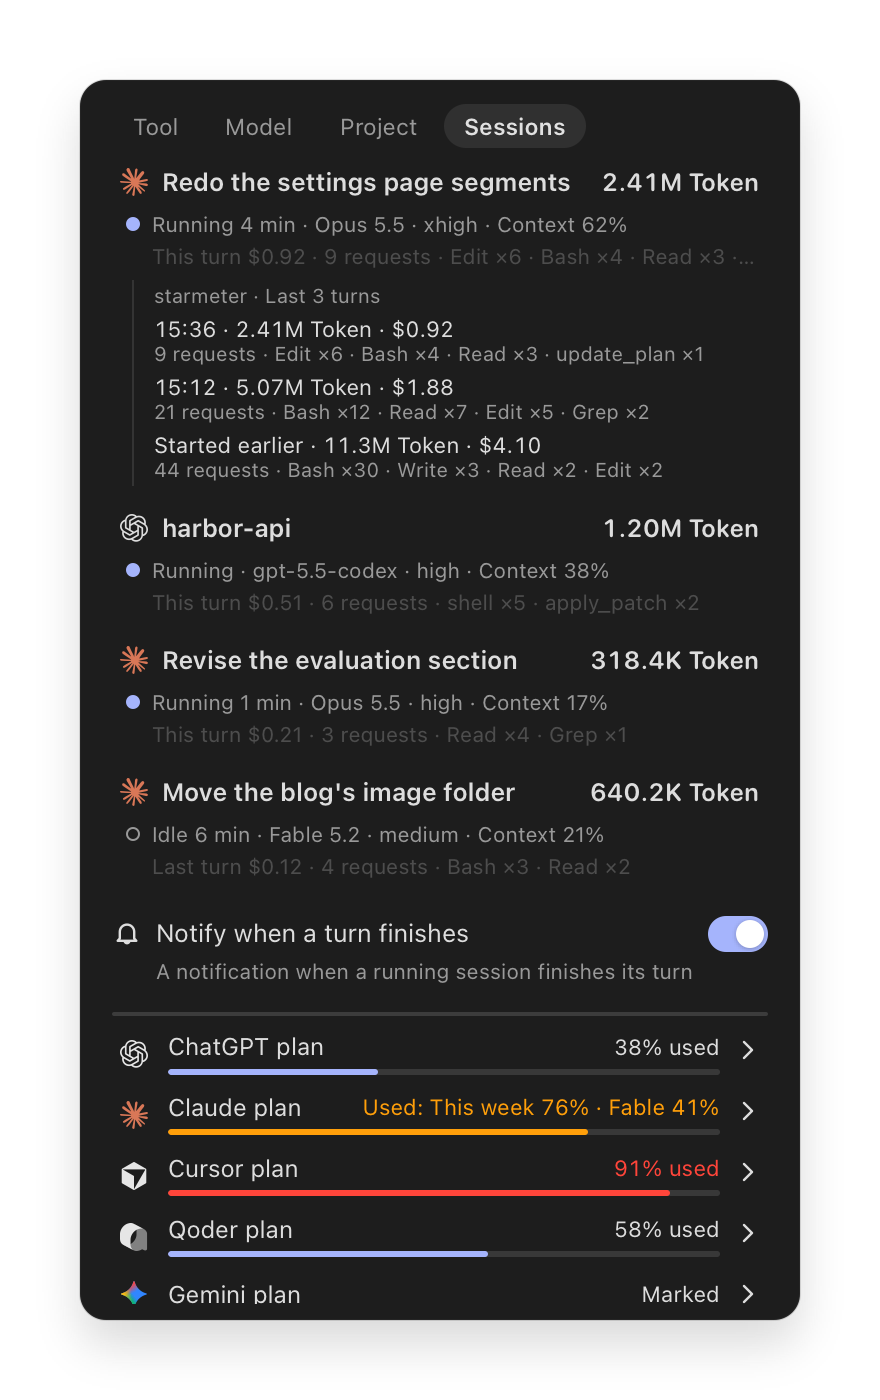 Tool Model Project Sessions
Redo the settings page segments 2.41M Token
Running 4 min · Opus 5.5 · xhigh · Context 62%
This turn $0.92 · 9 requests · Edit ×6 · Bash ×4 · Read ×3 ·...
starmeter · Last 3 turns
15:36 · 2.41M Token · $0.92
9 requests · Edit ×6 · Bash ×4 · Read ×3 · update_plan ×1
15:12 · 5.07M Token · $1.88
21 requests · Bash ×12 · Read ×7 · Edit ×5 · Grep ×2
Started earlier · 11.3M Token · $4.10
44 requests · Bash ×30 · Write ×3 · Read ×2 · Edit ×2
harbor-api 1.20M Token
Running · gpt-5.5-codex · high · Context 38%
This turn $0.51 · 6 requests · shell ×5 · apply_patch ×2
Revise the evaluation section 318.4K Token
Running 1 min · Opus 5.5 · high · Context 17%
This turn $0.21 · 3 requests · Read ×4 · Grep ×1
Move the blog's image folder 640.2K Token
Idle 6 min · Fable 5.2 · medium · Context 21%
Last turn $0.12 · 4 requests · Bash ×3 · Read ×2
Notify when a turn finishes
A notification when a running session finishes its turn
ChatGPT plan 38% used
Claude plan Used: This week 76% · Fable 41%
Cursor plan 91% used
Qoder plan 58% used
Gemini plan Marked